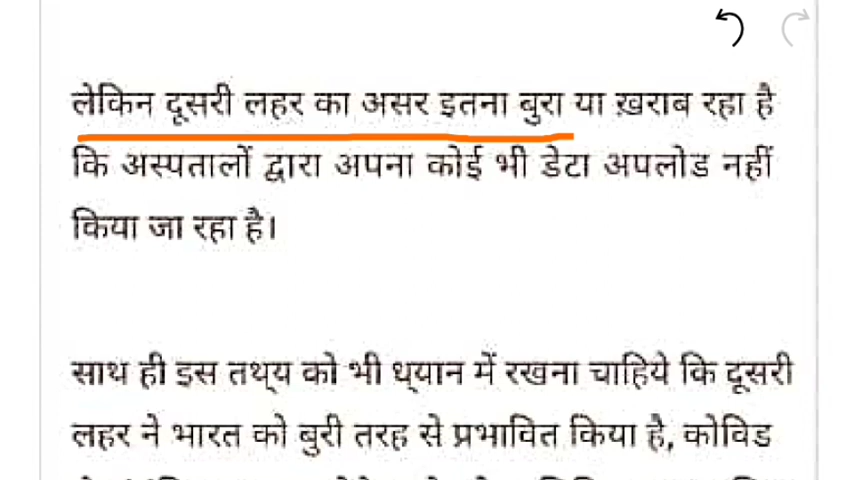 लेकिन दूसरी लहर का असर इतना बुरा या ख़राब रहा है
कि अस्पतालों द्वारा अपना कोई भी डेटा अपलोड नहीं
किया जा रहा है।
साथ ही इस तथ्य को भी ध्यान में रखना चाहिये कि दूसरी
लहर ने भारत को बुरी तरह से प्रभावित किया है, कोविड